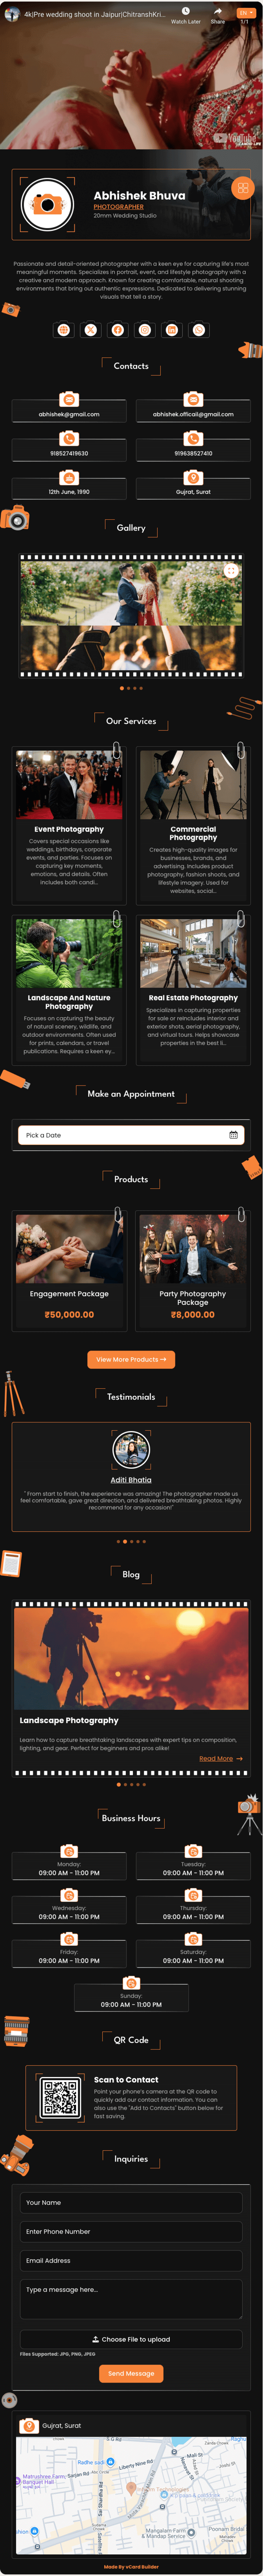 4k|Pre wedding shoot in Jaipur|ChitranshKri...
Watch Later
Share
EN
1/1
YouTube
Abhishek Bhuva
PHOTOGRAPHER
20mm Wedding Studio
Passionate and detail-oriented photographer with a keen eye for capturing life's most
meaningful moments. Specializes in portrait, event, and lifestyle photography with a
creative and modern approach. Known for creating comfortable, natural shooting
environments that bring out authentic expressions. Dedicated to delivering stunning
visuals that tell a story.
Contacts
abhishek@gmail.com
abhishek.officail@gmail.com
918527419630
919638527410
12th June, 1990
Gujrat, Surat
Gallery
Our Services
Event Photography
Covers special occasions like
weddings, birthdays, corporate
events, and parties. Focuses on
capturing key moments,
emotions, and details. Often
includes both candi...
Commercial
Photography
Creates high-quality images for
businesses, brands, and
advertising. Includes product
photography, fashion shoots, and
lifestyle imagery. Used for
websites, social...
Landscape And Nature
Photography
Focuses on capturing the beauty
of natural scenery, wildlife, and
outdoor environments. Often used
for prints, calendars, or travel
publications. Requires a keen ey...
Real Estate Photography
Specializes in capturing properties
for sale or reincludes interior and
exterior shots, aerial photography,
and virtual tours. Helps showcase
properties in the best li...
Make an Appointment
Pick a Date
Products
Engagement Package
₹50,000.00
Party Photography
Package
₹8,000.00
View More Products →
Testimonials
Aditi Bhatia
"From start to finish, the experience was amazing! The photographer made us
feel comfortable, gave great direction, and delivered breathtaking photos. Highly
recommend for any occasion!"
Blog
Landscape Photography
Learn how to capture breathtaking landscapes with expert tips on composition,
lighting, and gear. Perfect for beginners and pros alike!
Read More →
Business Hours
Monday:
09:00 AM - 11:00 PM
Tuesday:
09:00 AM - 11:00 PM
Wednesday:
09:00 AM - 11:00 PM
Thursday:
09:00 AM - 11:00 PM
Friday:
09:00 AM - 11:00 PM
Saturday:
09:00 AM - 11:00 PM
Sunday:
09:00 AM - 11:00 PM
QR Code
Scan to Contact
Point your phone's camera at the QR code to
quickly add our contact information. You can
also use the "Add to Contacts" button below for
fast saving.
Inquiries
Your Name
Enter Phone Number
Email Address
Type a message here...
Choose File to upload
Files Supported: JPG, PNG, JPEG
Send Message
Gujrat, Surat
Matrushree Farm,
Banquet Hall
Sarjan Rd
Radhe
Liberty Nine Rd
Mangalam Farm
& Mandap Service
Poonam Bridal
Made By vCard Builder